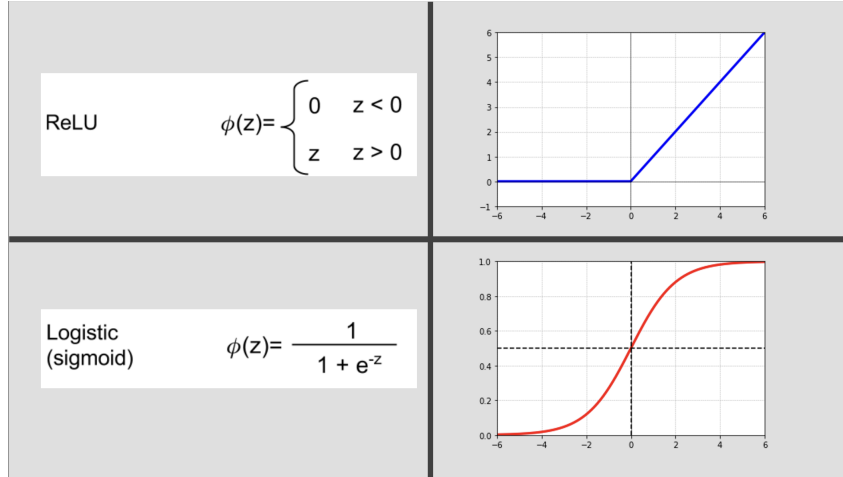 ReLU
ϕ(z)= { 0 z < 0
z z > 0
6
5
4
3
2
1
0
−1
−6 −4 −2 0 2 4 6
Logistic
(sigmoid)
ϕ(z)= 1
1 + e^-z
1.0
0.8
0.6
0.4
0.2
0.0
−6 −4 −2 0 2 4 6